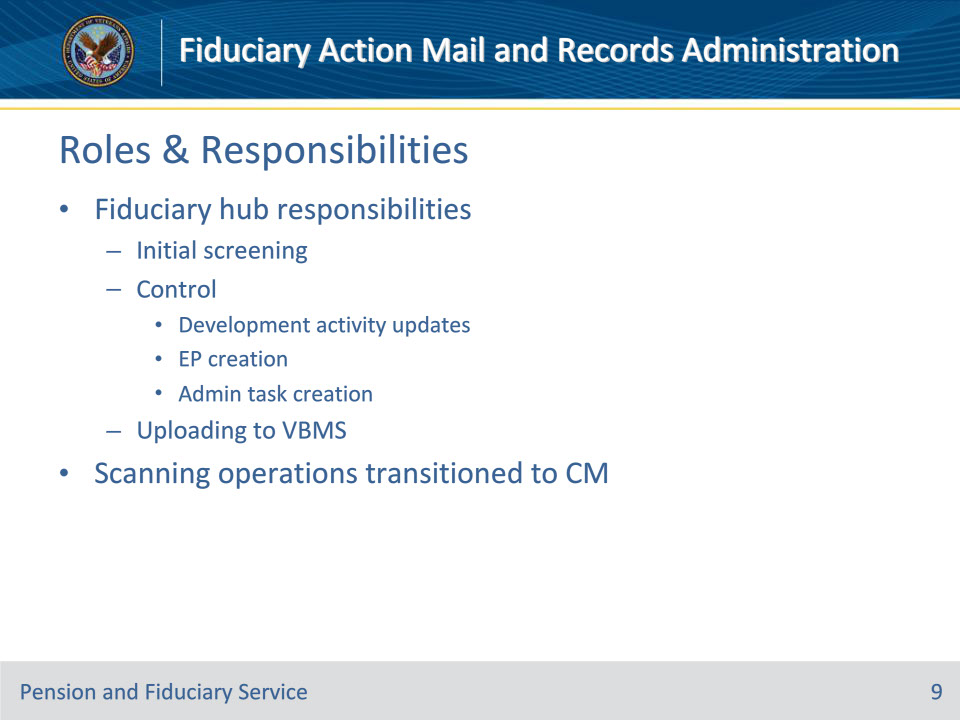 Fiduciary Action Mail and Records Administration
Roles & Responsibilities
• Fiduciary hub responsibilities
– Initial screening
– Control
• Development activity updates
• EP creation
• Admin task creation
– Uploading to VBMS
• Scanning operations transitioned to CM
Pension and Fiduciary Service
9